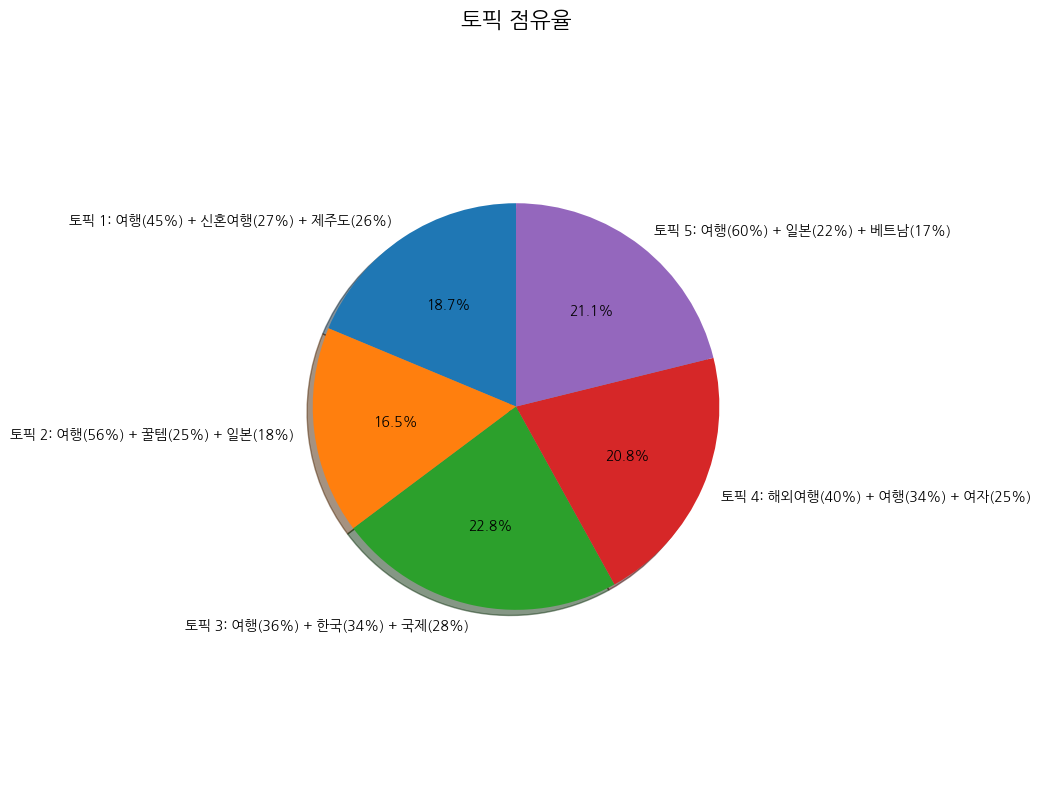 토픽 점유율
토픽 1: 여행(45%) + 신혼여행(27%) + 제주도(26%)
토픽 5: 여행(60%) + 일본(22%) + 베트남(17%)
18.7%
21.1%
토픽 2: 여행(56%) + 꿀템(25%) + 일본(18%)
16.5%
20.8%
토픽 4: 해외여행(40%) + 여행(34%) + 여자(25%)
22.8%
토픽 3: 여행(36%) + 한국(34%) + 국제(28%)